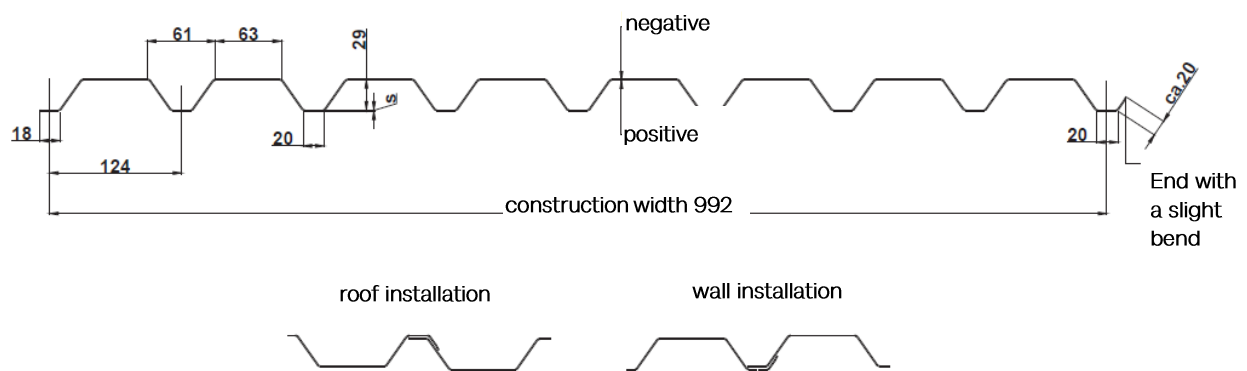 negative
61
63
29
s
ca.20
18
20
positive
20
124
End with
a slight
bend
construction width 992
roof installation
wall installation